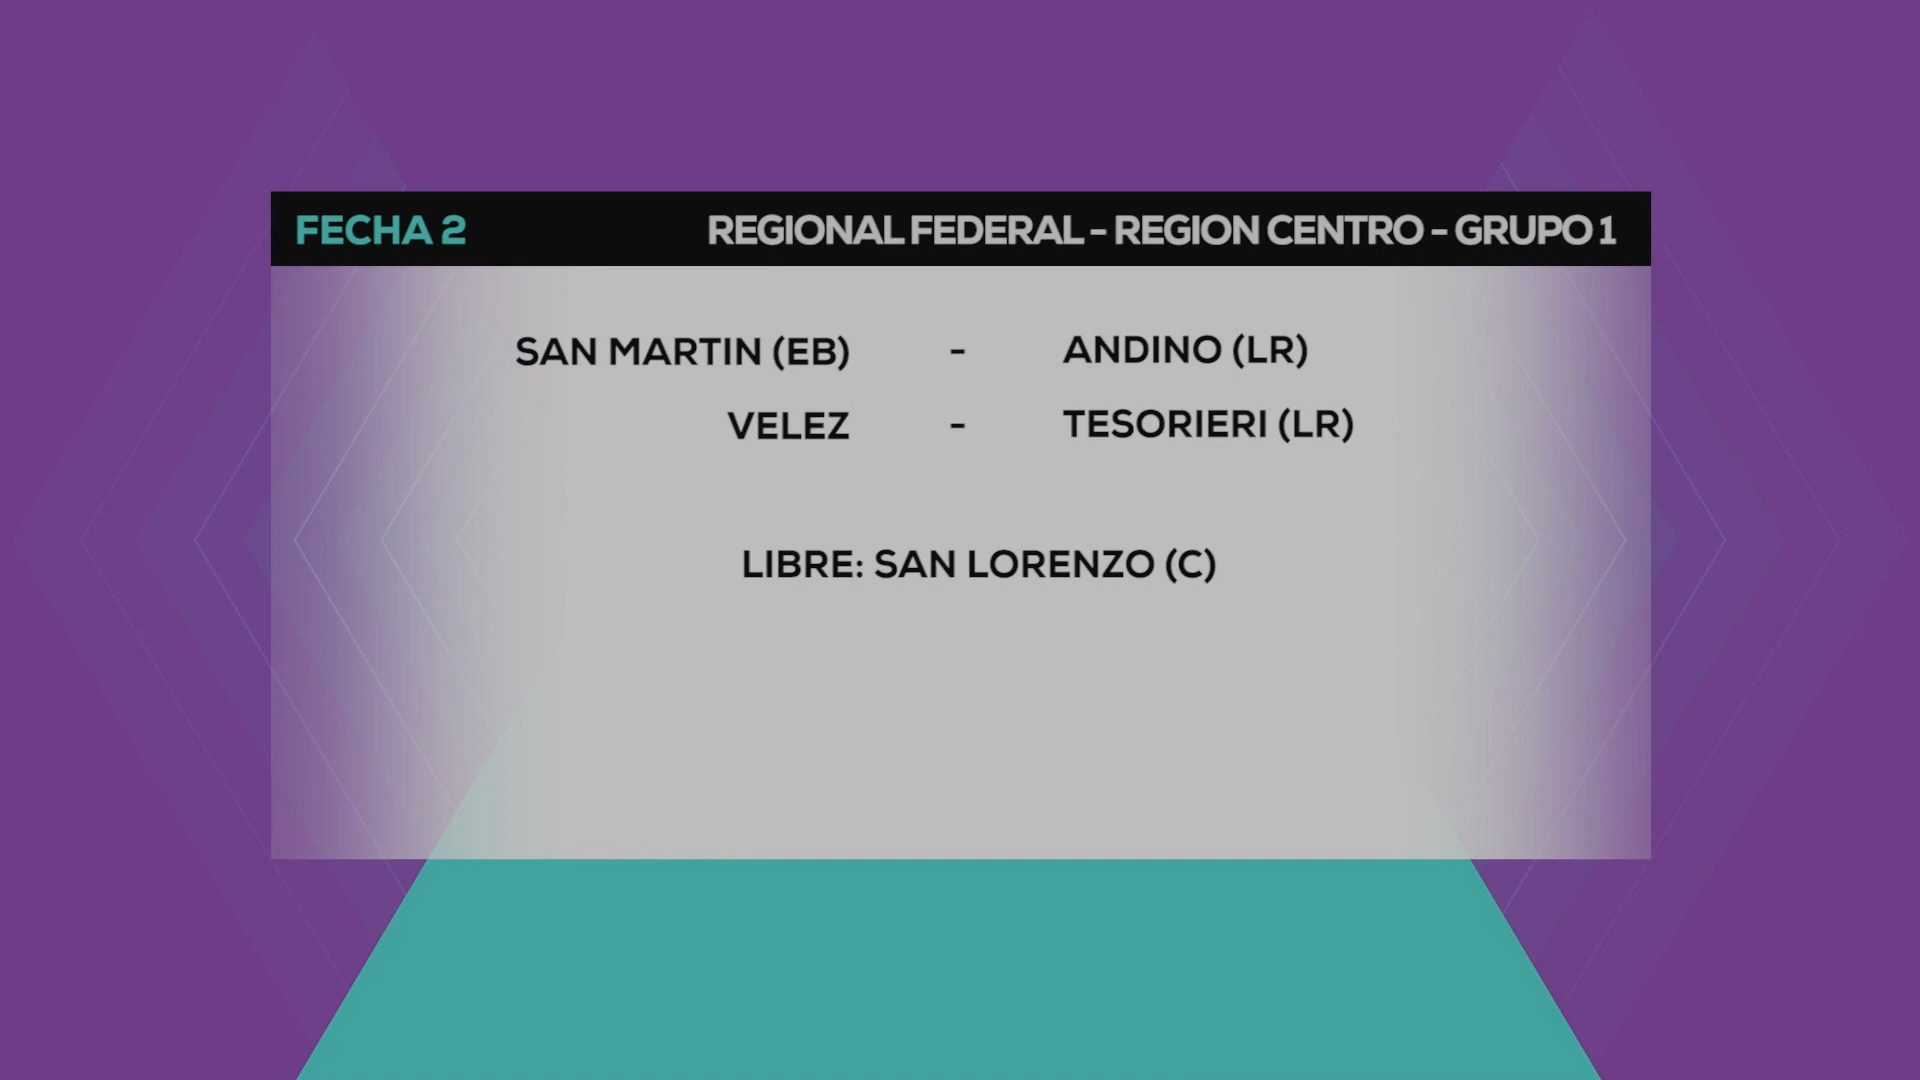 FECHA 2 REGIONAL FEDERAL - REGION CENTRO - GRUPO 1
SAN MARTIN (EB) - ANDINO (LR)
VELEZ - TESORIERI (LR)
LIBRE: SAN LORENZO (C)